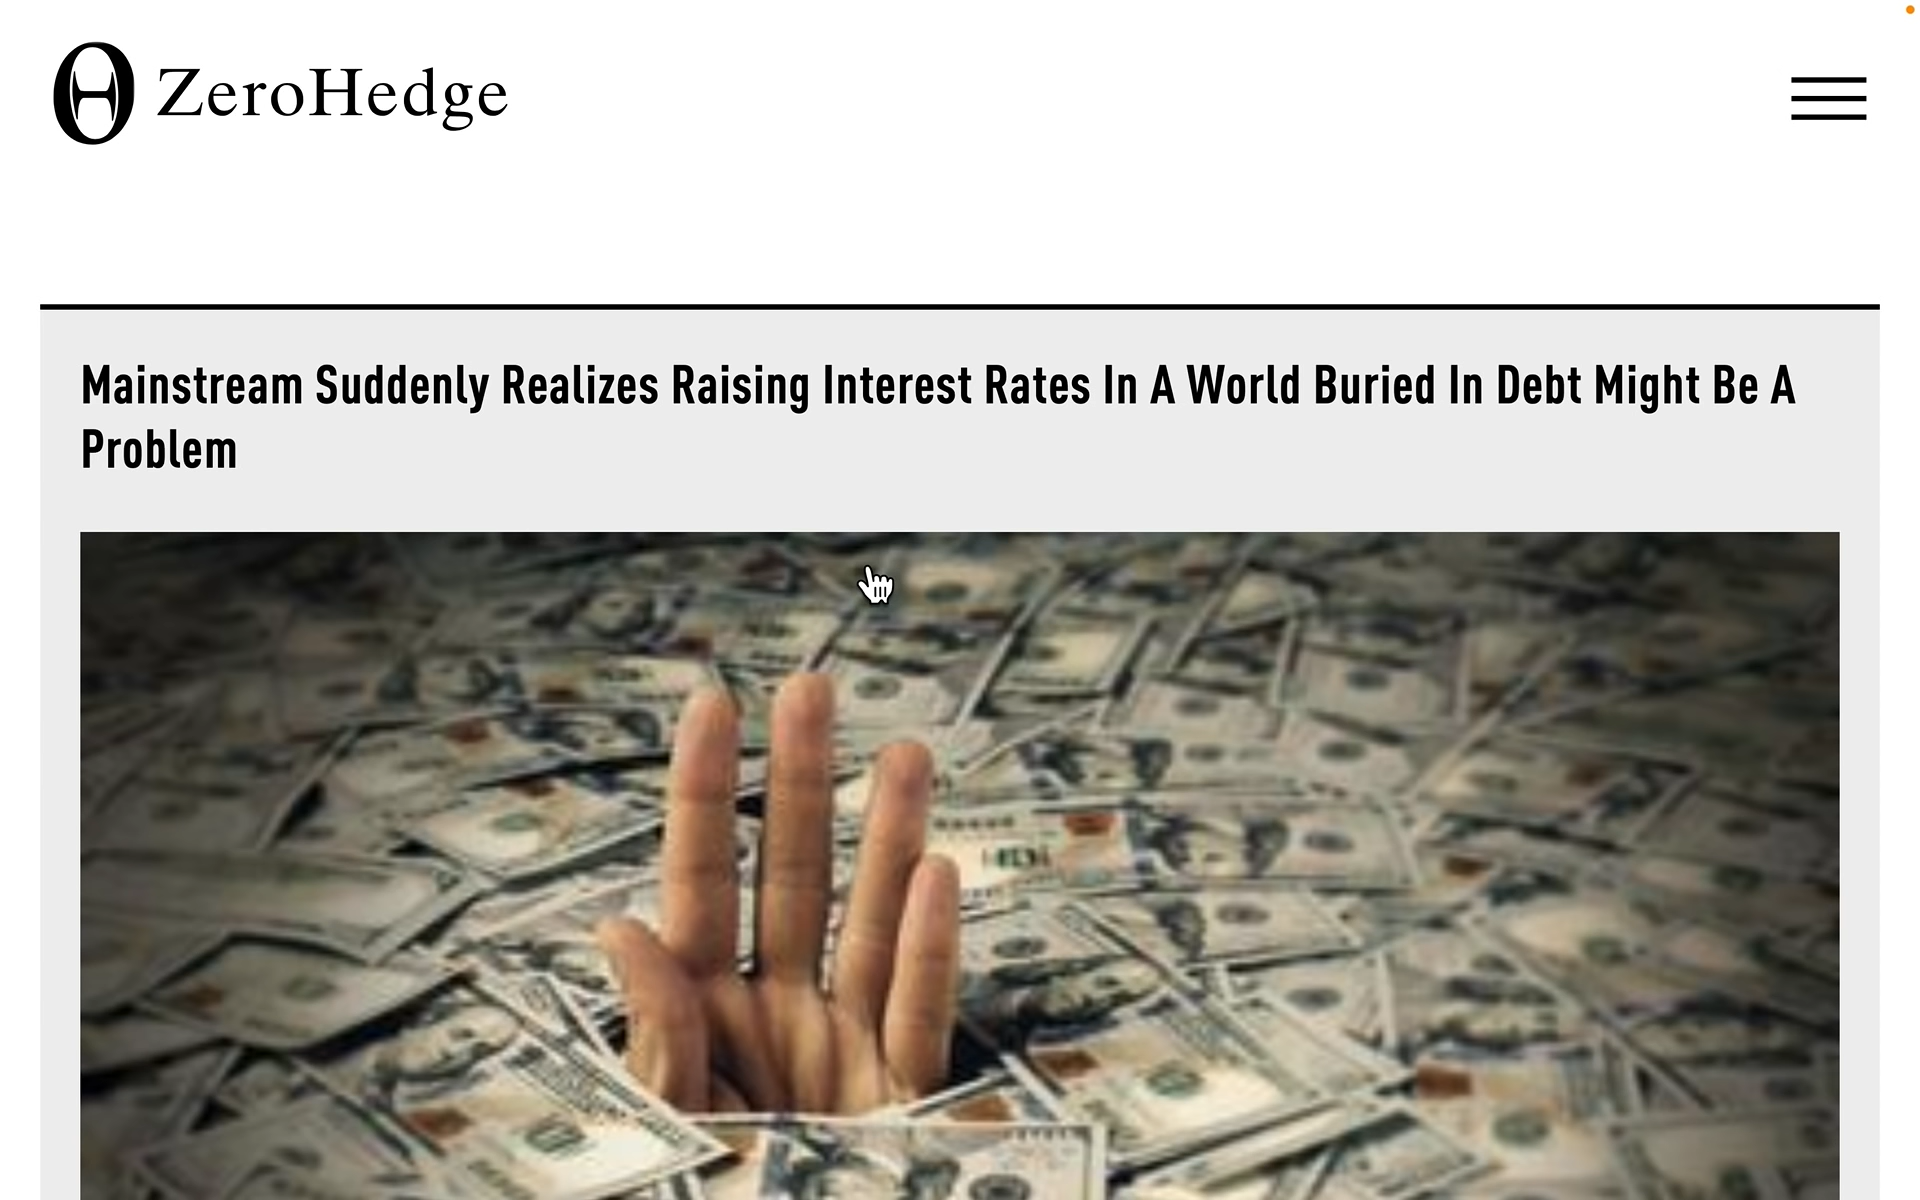 ZeroHedge
Mainstream Suddenly Realizes Raising Interest Rates In A World Buried In Debt Might Be A
Problem